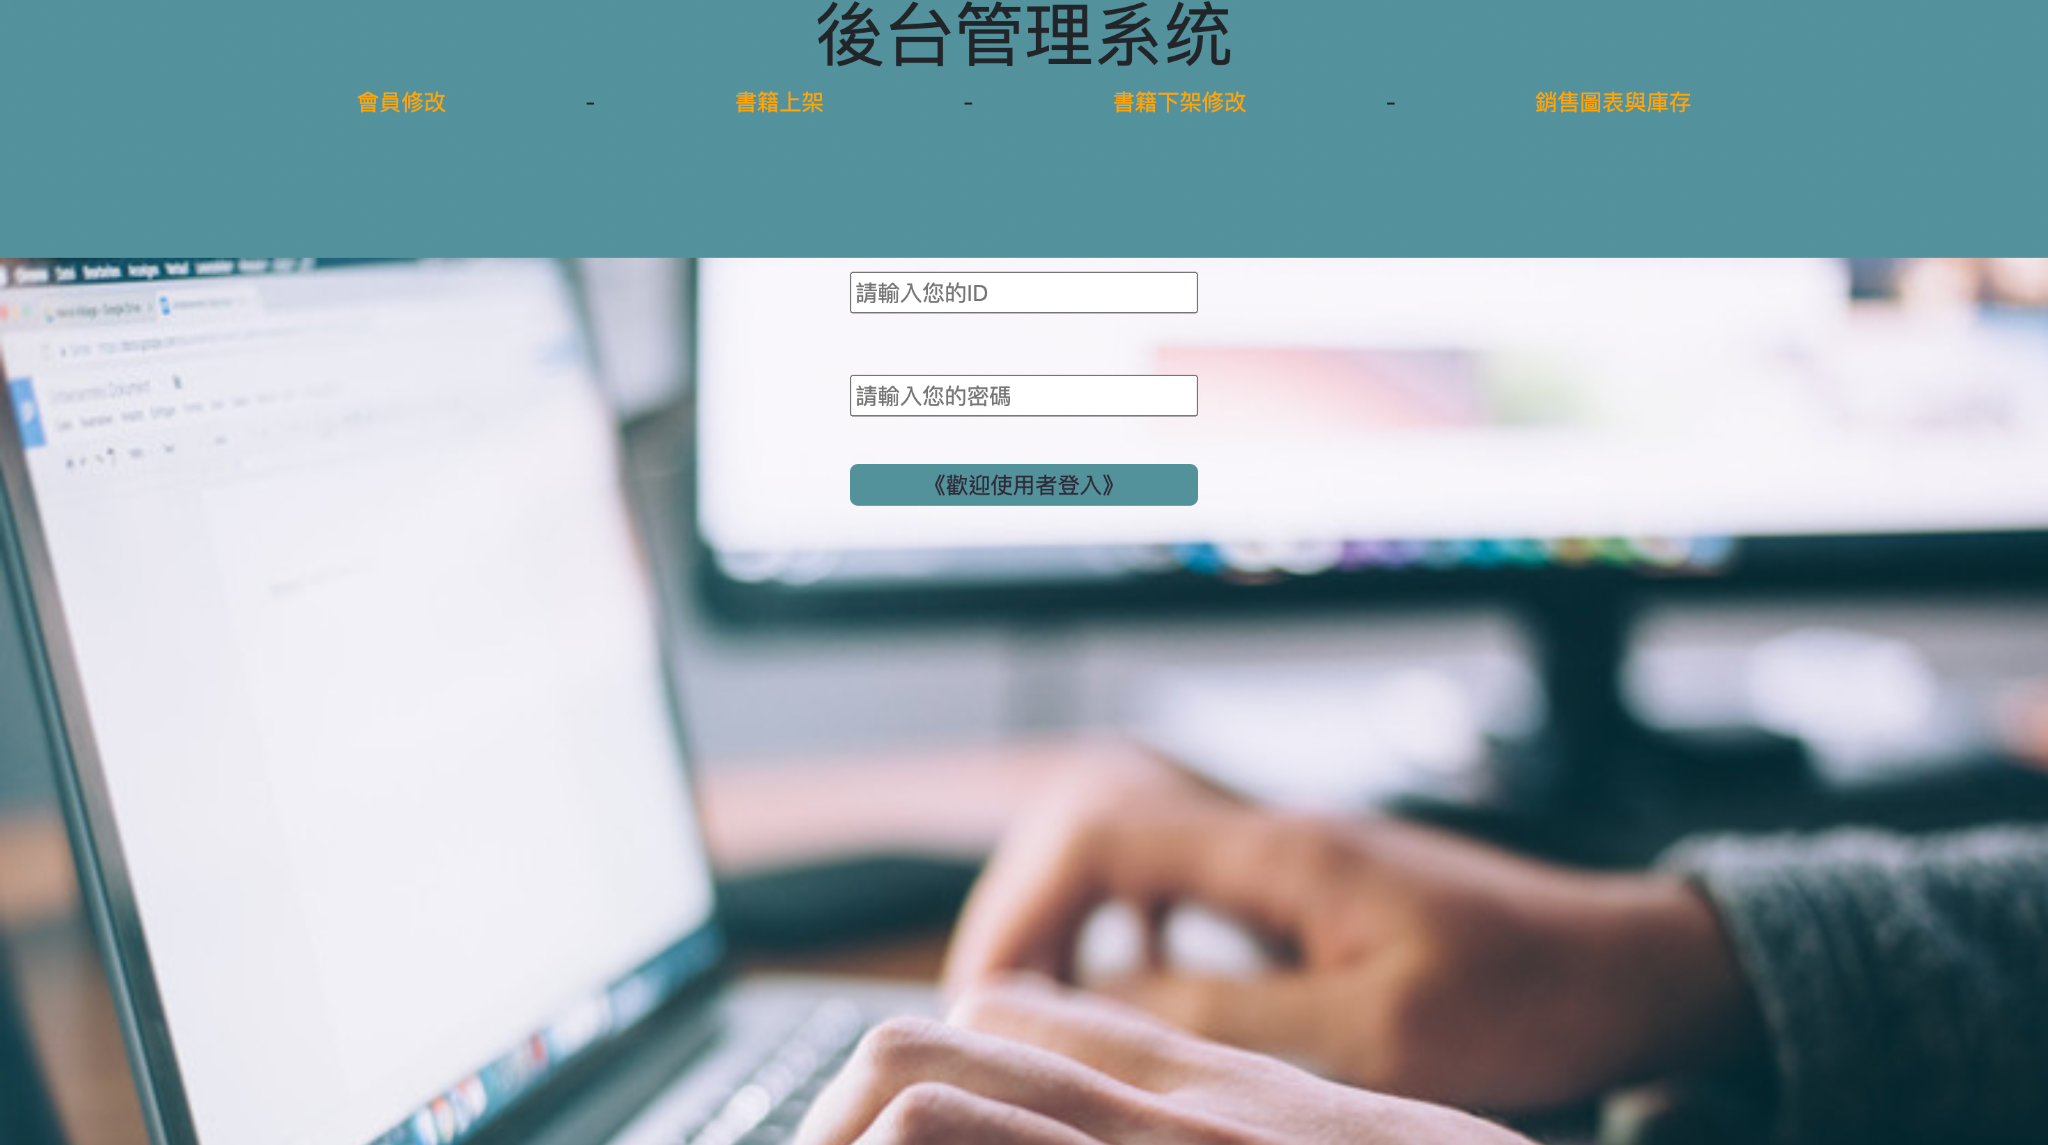 後台管理系统
會員修改 - 書籍上架 - 書籍下架修改 - 銷售圖表與庫存
請輸入您的ID
請輸入您的密碼
《歡迎使用者登入》